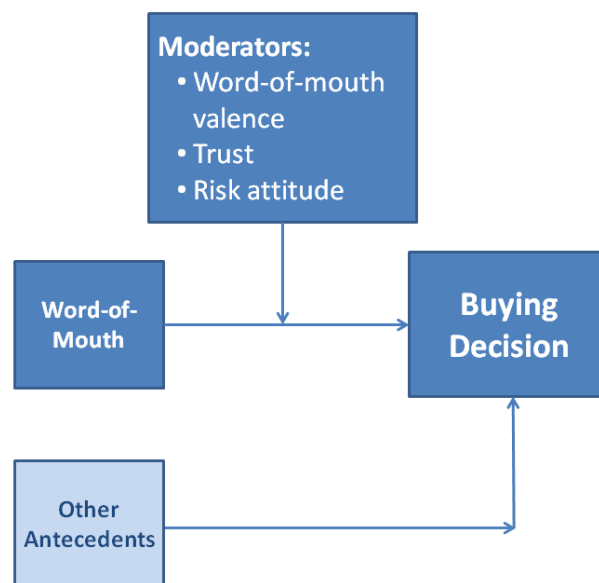 Moderators:
• Word-of-mouth
valence
• Trust
• Risk attitude
Word-of-
Mouth
Buying
Decision
Other
Antecedents